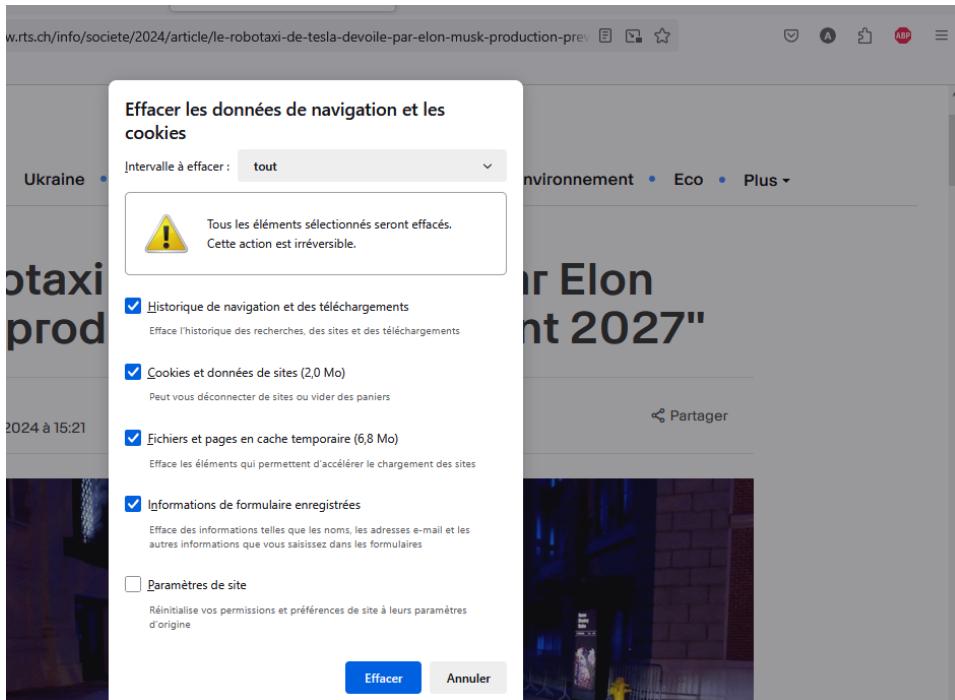 w.rts.ch/info/societe/2024/article/le-robotaxi-de-tesla-devoile-par-elon-musk-production-prev
A
ABP
Effacer les données de navigation et les
cookies
Intervalle à effacer : tout
Ukraine • nvironnement • Eco • Plus
Tous les éléments sélectionnés seront effacés.
Cette action est irréversible.
otaxi r Elon
prod nt 2027"
Historique de navigation et des téléchargements
Efface l'historique des recherches, des sites et des téléchargements
Cookies et données de sites (2,0 Mo)
Peut vous déconnecter de sites ou vider des paniers
2024 à 15:21 Partager
Fichiers et pages en cache temporaire (6,8 Mo)
Efface les éléments qui permettent d'accélérer le chargement des sites
Informations de formulaire enregistrées
Efface des informations telles que les noms, les adresses e-mail et les
autres informations que vous saisissez dans les formulaires
Paramètres de site
Réinitialise vos permissions et préférences de site à leurs paramètres
d'origine
Effacer Annuler